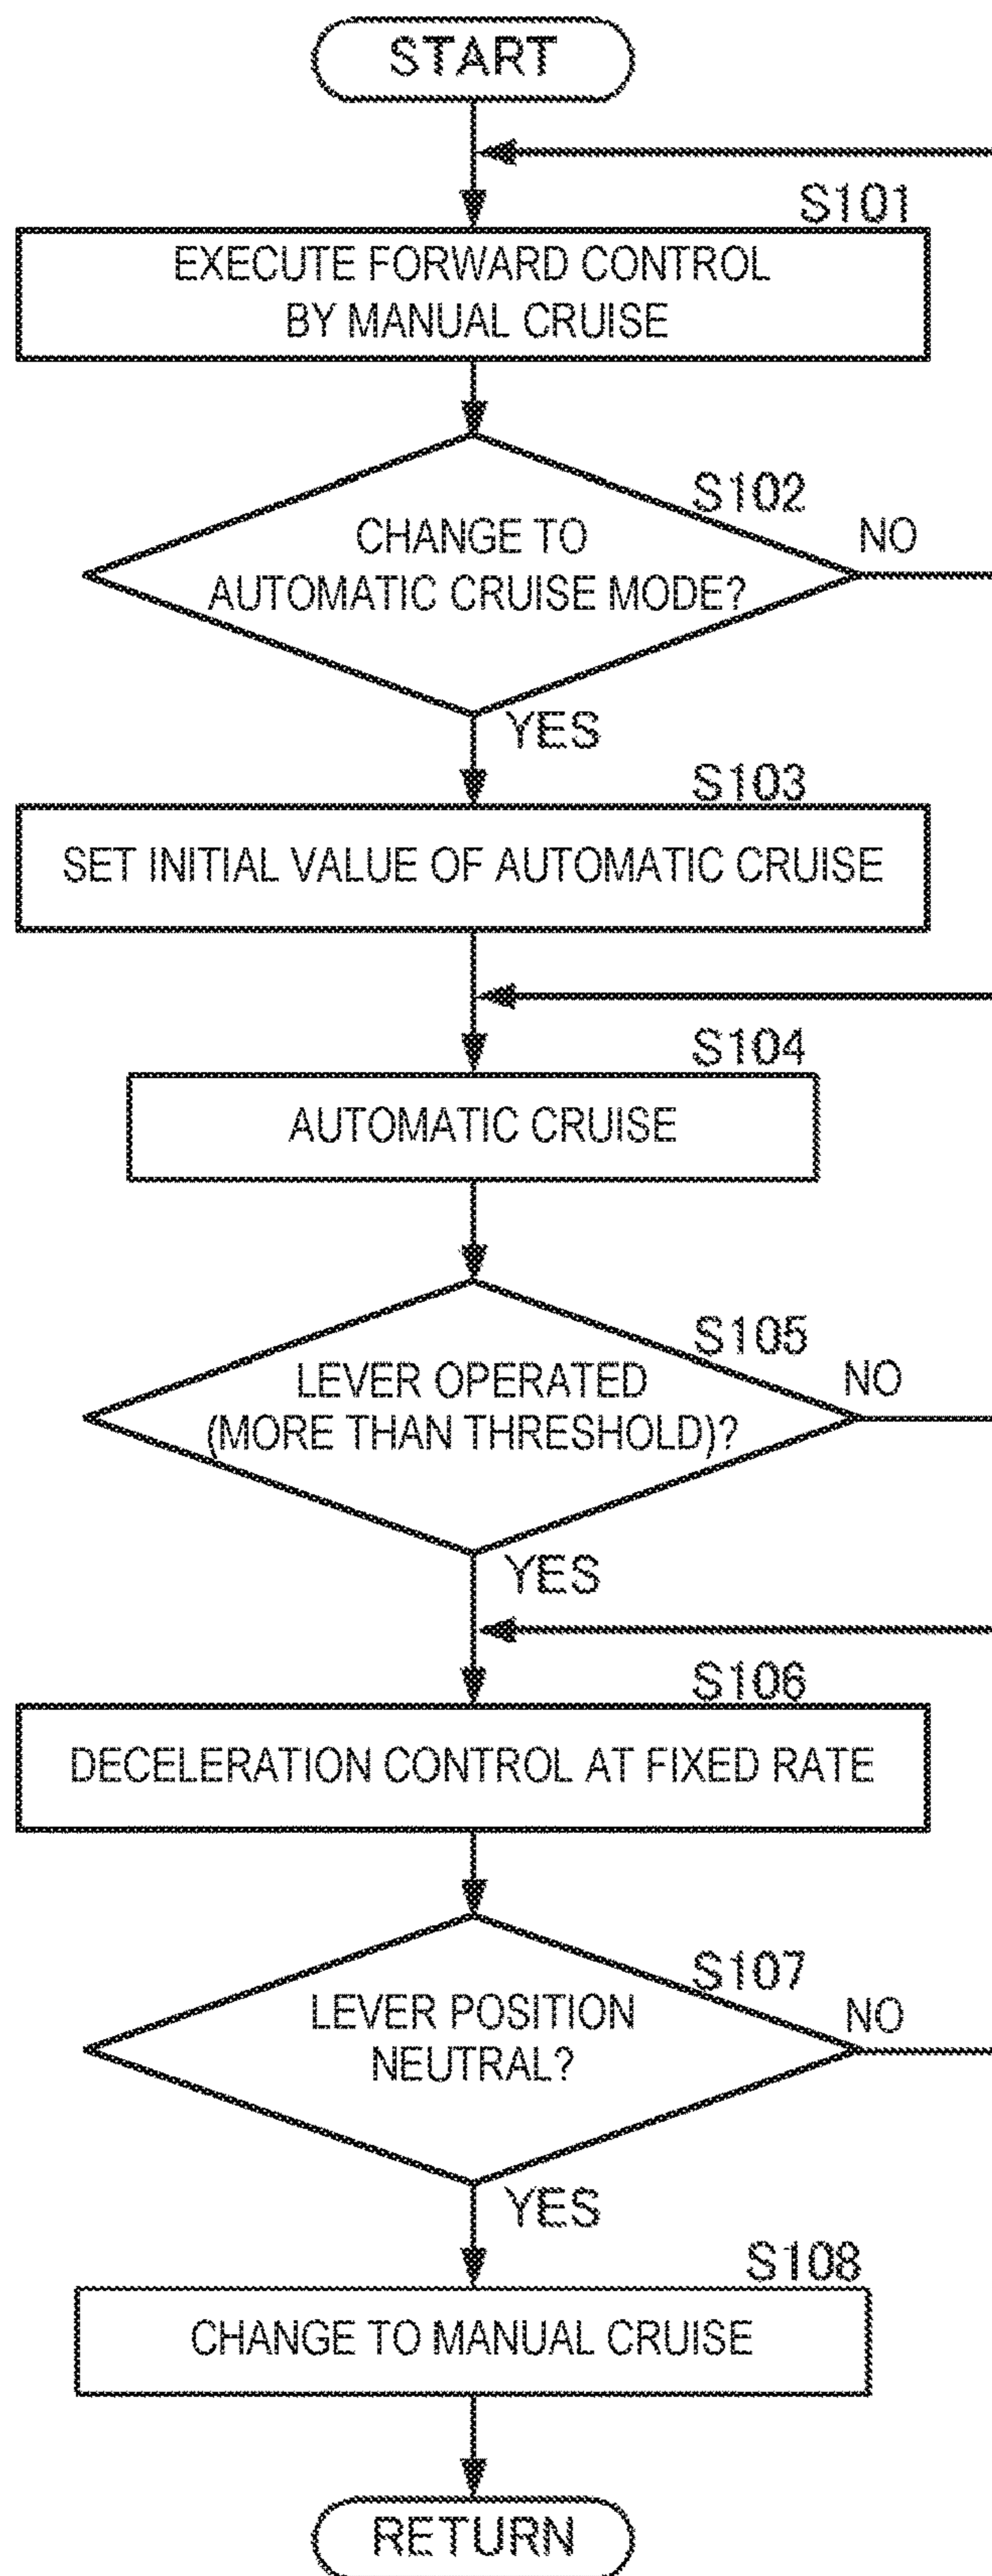 START
S101
EXECUTE FORWARD CONTROL
BY MANUAL CRUISE
S102
CHANGE TO
AUTOMATIC CRUISE MODE?
NO
YES
S103
SET INITIAL VALUE OF AUTOMATIC CRUISE
S104
AUTOMATIC CRUISE
S105
LEVER OPERATED
(MORE THAN THRESHOLD)?
NO
YES
S106
DECELERATION CONTROL AT FIXED RATE
S107
LEVER POSITION
NEUTRAL?
NO
YES
S108
CHANGE TO MANUAL CRUISE
RETURN